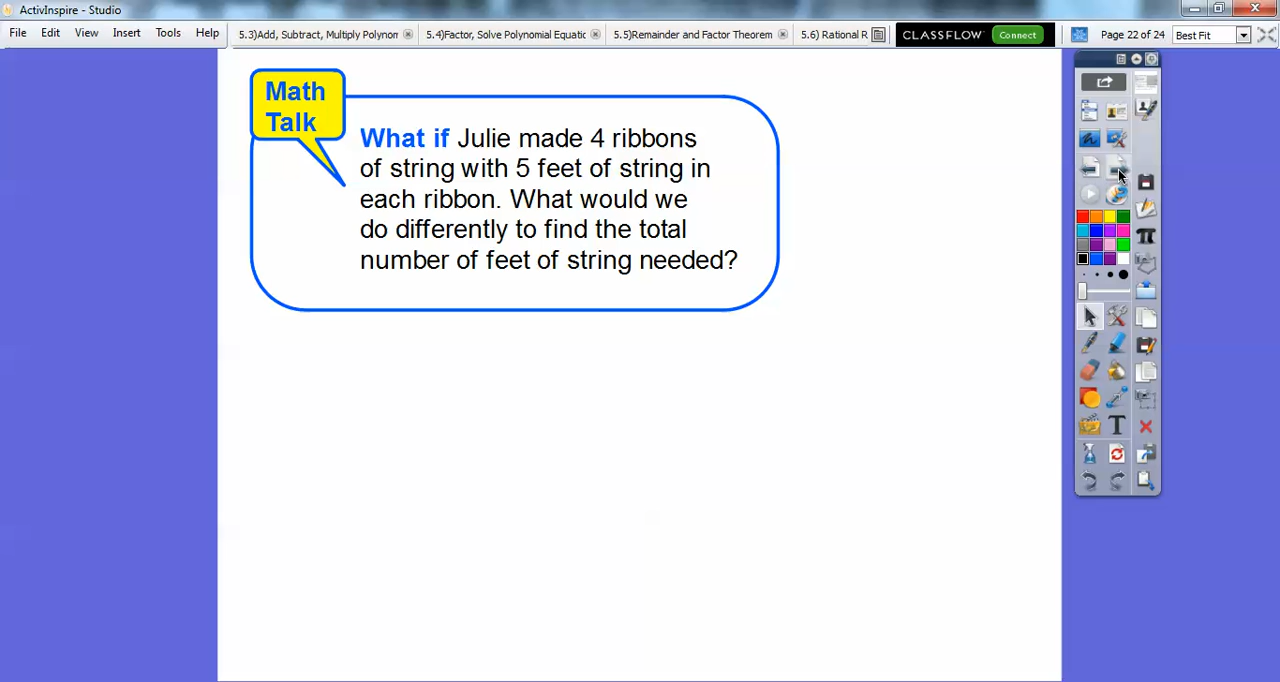 ActivInspire - Studio
File Edit View Insert Tools Help
5.3)Add, Subtract, Multiply Polynon
5.4)Factor, Solve Polynomial Equatic
5.5)Remainder and Factor Theorem
5.6) Rational R
CLASSFLOW Connect
Page 22 of 24
Best Fit
Math
Talk
What if Julie made 4 ribbons
of string with 5 feet of string in
each ribbon. What would we
do differently to find the total
number of feet of string needed?